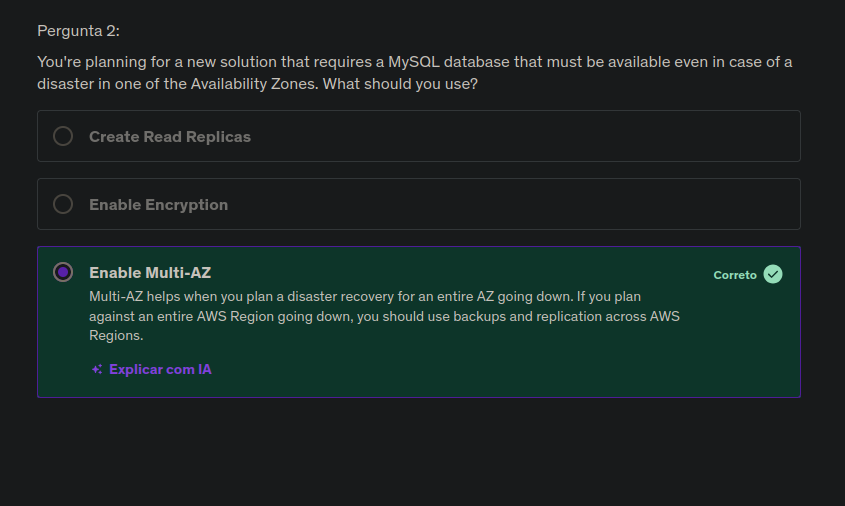 Pergunta 2:
You're planning for a new solution that requires a MySQL database that must be available even in case of a
disaster in one of the Availability Zones. What should you use?
Create Read Replicas
Enable Encryption
Enable Multi-AZ
Correto
Multi-AZ helps when you plan a disaster recovery for an entire AZ going down. If you plan
against an entire AWS Region going down, you should use backups and replication across AWS
Regions.
Explicar com IA